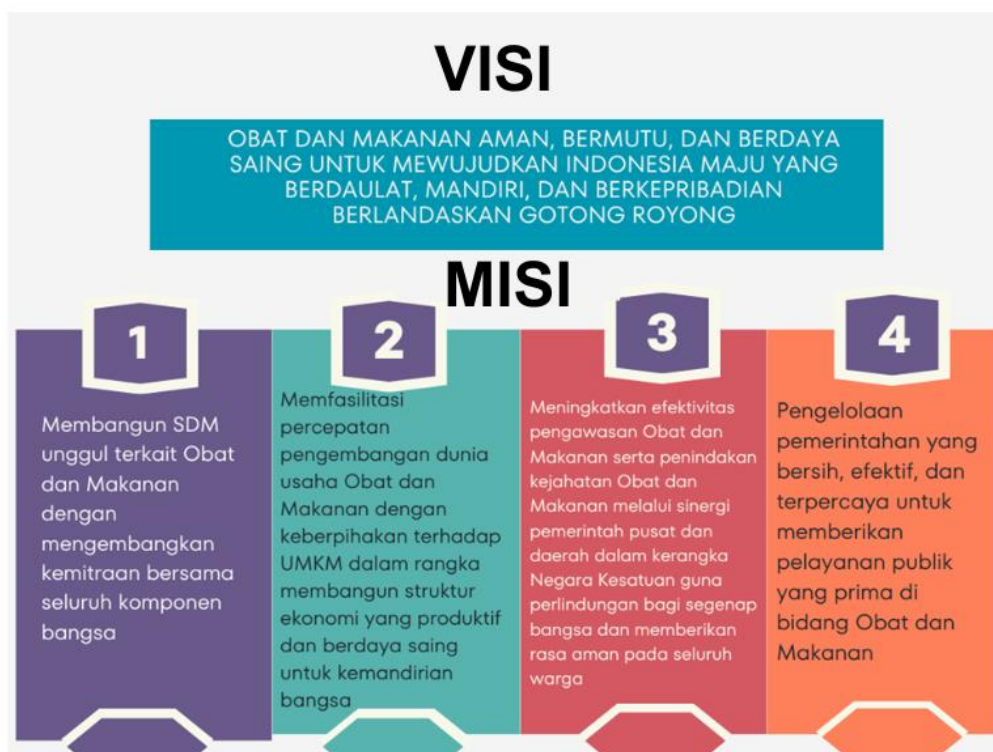 VISI
OBAT DAN MAKANAN AMAN, BERMUTU, DAN BERDAYA
SAING UNTUK MEWUJUDKAN INDONESIA MAJU YANG
BERDAULAT, MANDIRI, DAN BERKEPRIBADIAN
BERLANDASKAN GOTONG ROYONG
MISI
1
Membangun SDM
unggul terkait Obat
dan Makanan
dengan
mengembangkan
kemitraan bersama
seluruh komponen
bangsa
2
Memfasilitasi
percepatan
pengembangan dunia
usaha Obat dan
Makanan dengan
keberpihakan terhadap
UMKM dalam rangka
membangun struktur
ekonomi yang produktif
dan berdaya saing
untuk kemandirian
bangsa
3
Meningkatkan efektivitas
pengawasan Obat dan
Makanan serta penindakan
kejahatan Obat dan
Makanan melalui sinergi
pemerintah pusat dan
daerah dalam kerangka
Negara Kesatuan guna
perlindungan bagi segenap
bangsa dan memberikan
rasa aman pada seluruh
warga
4
Pengelolaan
pemerintahan yang
bersih, efektif, dan
terpercaya untuk
memberikan
pelayanan publik
yang prima di
bidang Obat dan
Makanan